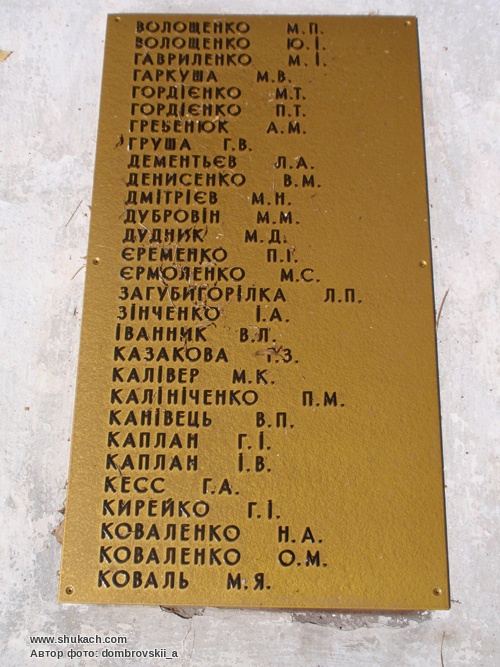 ВОЛОЩЕНКО М.П.
ВОЛОЩЕНКО Ю.І.
ГАВРИЛЕНКО М.І.
ГАРКУША М.В.
ГОРДІЄНКО М.Т.
ГОРДІЄНКО П.Т.
ГРЕБЕНЮК А.М.
ГРУША Г.В.
ДЕМЕНТЬЄВ Л.А.
ДЕНИСЕНКО В.М.
ДМІТРІЄВ М.Н.
ДУБРОВІН М.М.
ДУДНИК М.Д.
ЄРЕМЕНКО П.І.
ЄРМОЛЕНКО М.С.
ЗАГУБИГОРІЛКА Л.П.
ЗІНЧЕНКО І.А.
ІВАННИК В.Л.
КАЗАКОВА Г.З.
КАЛІВЕР М.К.
КАЛІНІЧЕНКО П.М.
КАНІВЕЦЬ В.П.
КАПЛАН Г.І.
КАПЛАН І.В.
КЕСС Г.А.
КИРЕЙКО Г.І.
КОВАЛЕНКО Н.А.
КОВАЛЕНКО О.М.
КОВАЛЬ М.Я.
www.shukach.com
Автор фото: dombrovskii_a